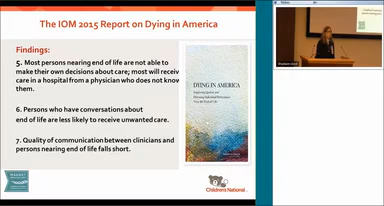 The IOM 2015 Report on Dying in America
Findings:
5. Most persons nearing end of life are not able to
make their own decisions about care; most will receiv
care in a hospital from a physician who does not know
them.
6. Persons who have conversations about
end of life are less likely to receive unwanted care.
7. Quality of communication between clinicians and
persons nearing end of life falls short.
DYING IN
AMERICA
MAGNET
Children's National